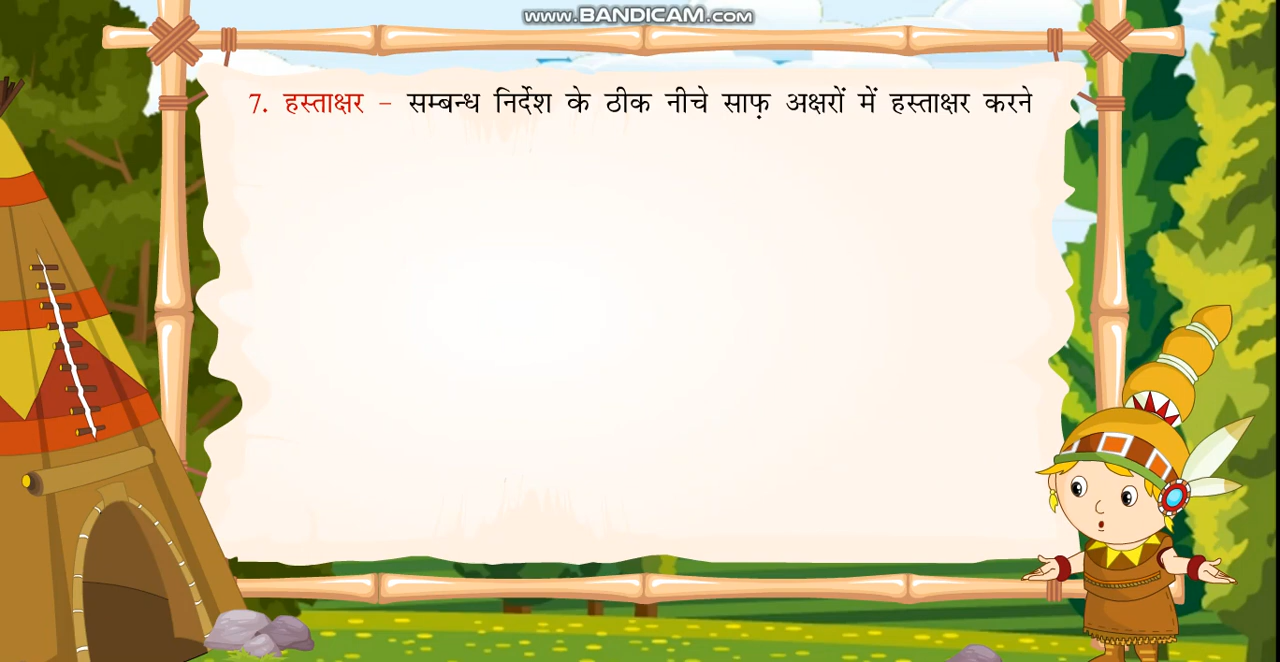 www.BANDICAM.com
7. हस्ताक्षर – सम्बन्ध निर्देश के ठीक नीचे साफ़ अक्षरों में हस्ताक्षर करने